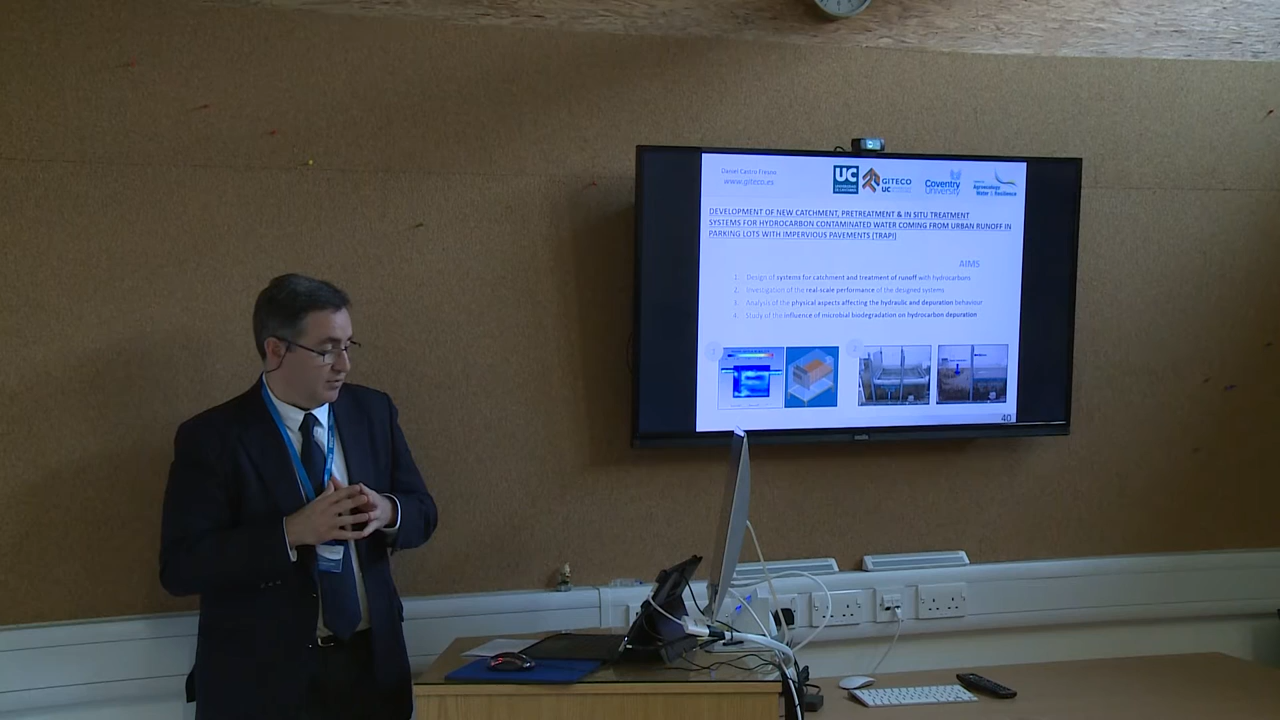 Daniel Castro Fresno
www.giteco.es
UC
GITECO
UC
Coventry
University
Agroecology
Water & Resilience
DEVELOPMENT OF NEW CATCHMENT, PRETREATMENT & IN SITU TREATMENT
SYSTEMS FOR HYDROCARBON CONTAMINATED WATER COMING FROM URBAN RUNOFF IN
PARKING LOTS WITH IMPERVIOUS PAVEMENTS (TRAPI)
AIMS
1. Design of systems for catchment and treatment of runoff with hydrocarbons
2. Investigation of the real-scale performance of the designed systems
3. Analysis of the physical aspects affecting the hydraulic and depuration behaviour
4. Study of the influence of microbial biodegradation on hydrocarbon depuration
40